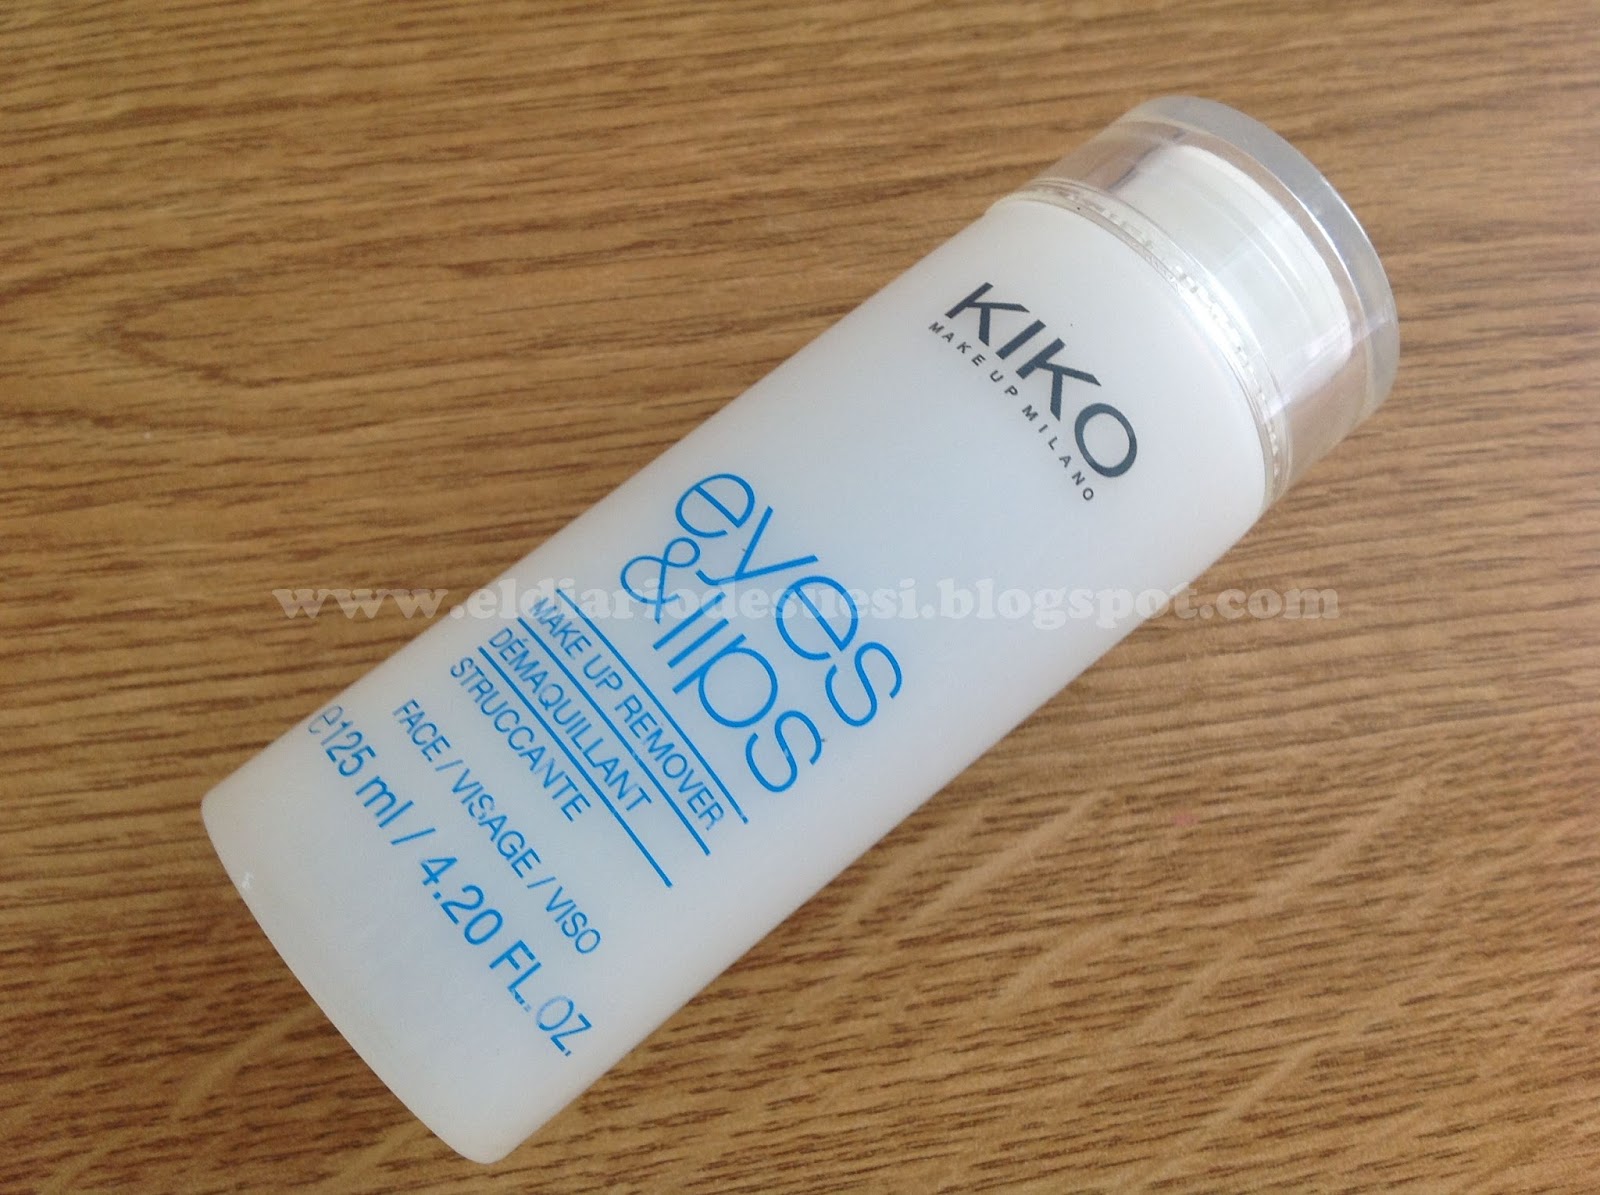 KIKO
MAKE UP MILANO
eyes
&lips
MAKE UP REMOVER
DÉMAQUILLANT
STRUCCANTE
FACE / VISAGE / VISO
e125 ml / 4.20 FL.OZ.
www.eldiariodesuesi.blogspot.com